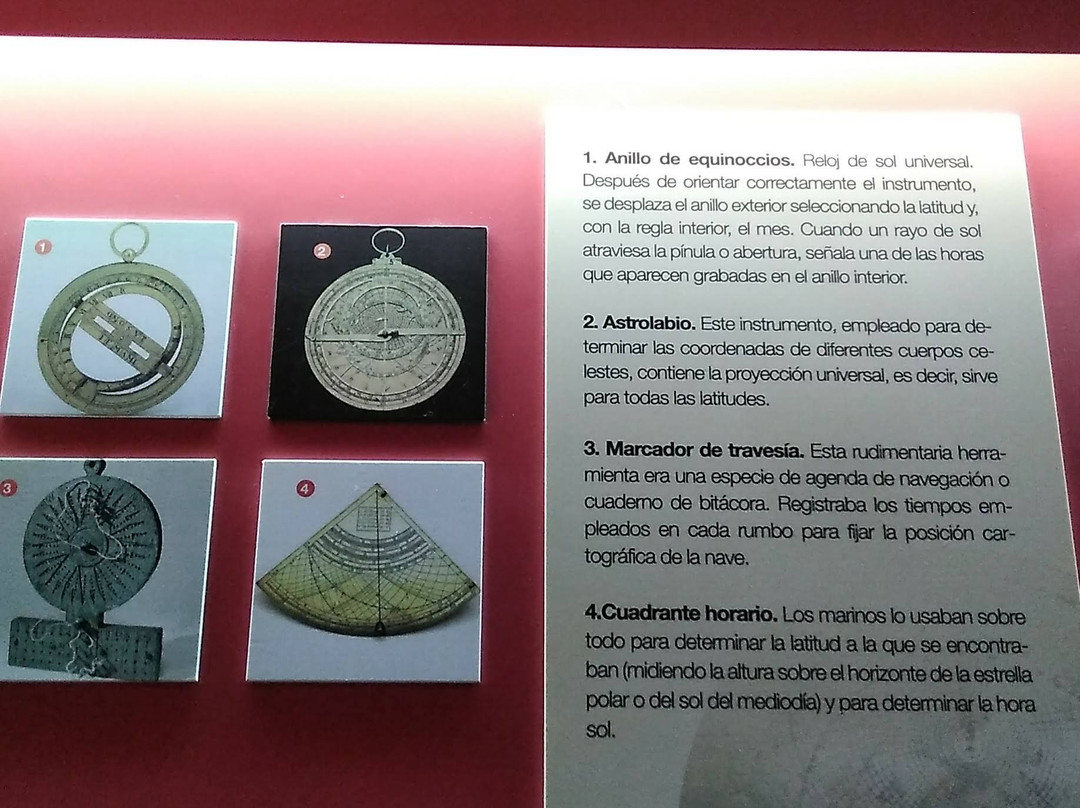 1
2
3
4
1. Anillo de equinoccios. Reloj de sol universal.
Después de orientar correctamente el instrumento,
se desplaza el anillo exterior seleccionando la latitud y,
con la regla interior, el mes. Cuando un rayo de sol
atraviesa la pínula o abertura, señala una de las horas
que aparecen grabadas en el anillo interior.
2. Astrolabio. Este instrumento, empleado para de-
terminar las coordenadas de diferentes cuerpos ce-
lestes, contiene la proyección universal, es decir, sirve
para todas las latitudes.
3. Marcador de travesía. Esta rudimentaria herra-
mienta era una especie de agenda de navegación o
cuaderno de bitácora. Registraba los tiempos em-
pleados en cada rumbo para fijar la posición car-
tográfica de la nave.
4.Cuadrante horario. Los marinos lo usaban sobre
todo para determinar la latitud a la que se encontra-
ban (midiendo la altura sobre el horizonte de la estrella
polar o del sol del mediodía) y para determinar la hora
sol.